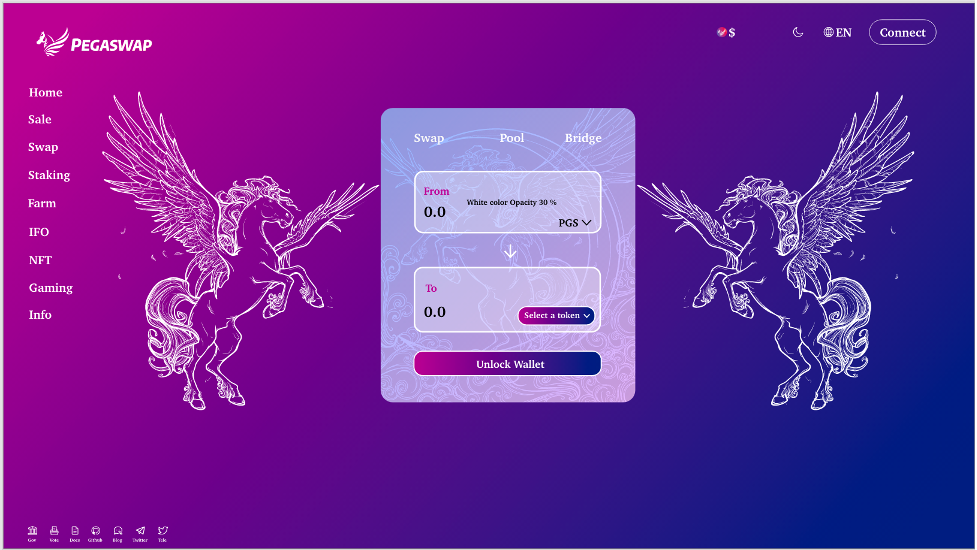 PEGASWAP
$
EN
Connect
Home
Sale
Swap
Staking
Farm
IFO
NFT
Gaming
Info
Swap Pool Bridge
From
White color Opacity 30 %
0.0
PGS
To
0.0
Select a token
Unlock Wallet
Gov Vote Docs Github Blog Twitter Tele